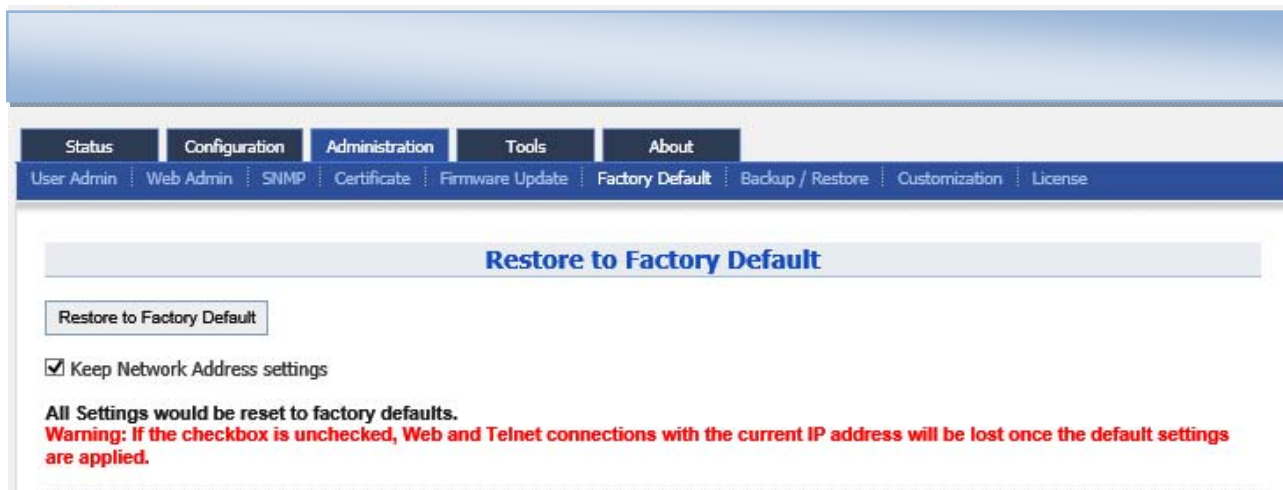 Status Configuration Administration Tools About
User Admin Web Admin SNMP Certificate Firmware Update Factory Default Backup / Restore Customization License
Restore to Factory Default
Restore to Factory Default
Keep Network Address settings
All Settings would be reset to factory defaults.
Warning: If the checkbox is unchecked, Web and Telnet connections with the current IP address will be lost once the default settings
are applied.